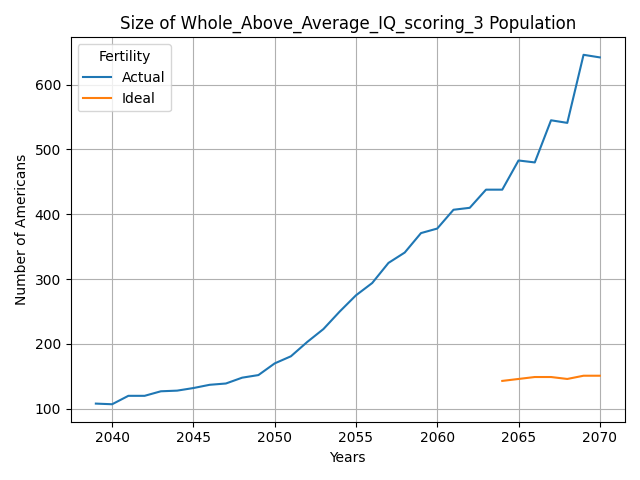 Size of Whole_Above_Average_IQ_scoring_3 Population
Fertility
Actual
Ideal
Number of Americans
600
500
400
300
200
100
2040 2045 2050 2055 2060 2065 2070
Years